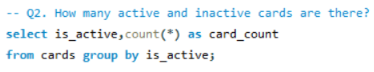 -- Q2. How many active and inactive cards are there?
select is_active,count(*) as card_count
from cards group by is_active;